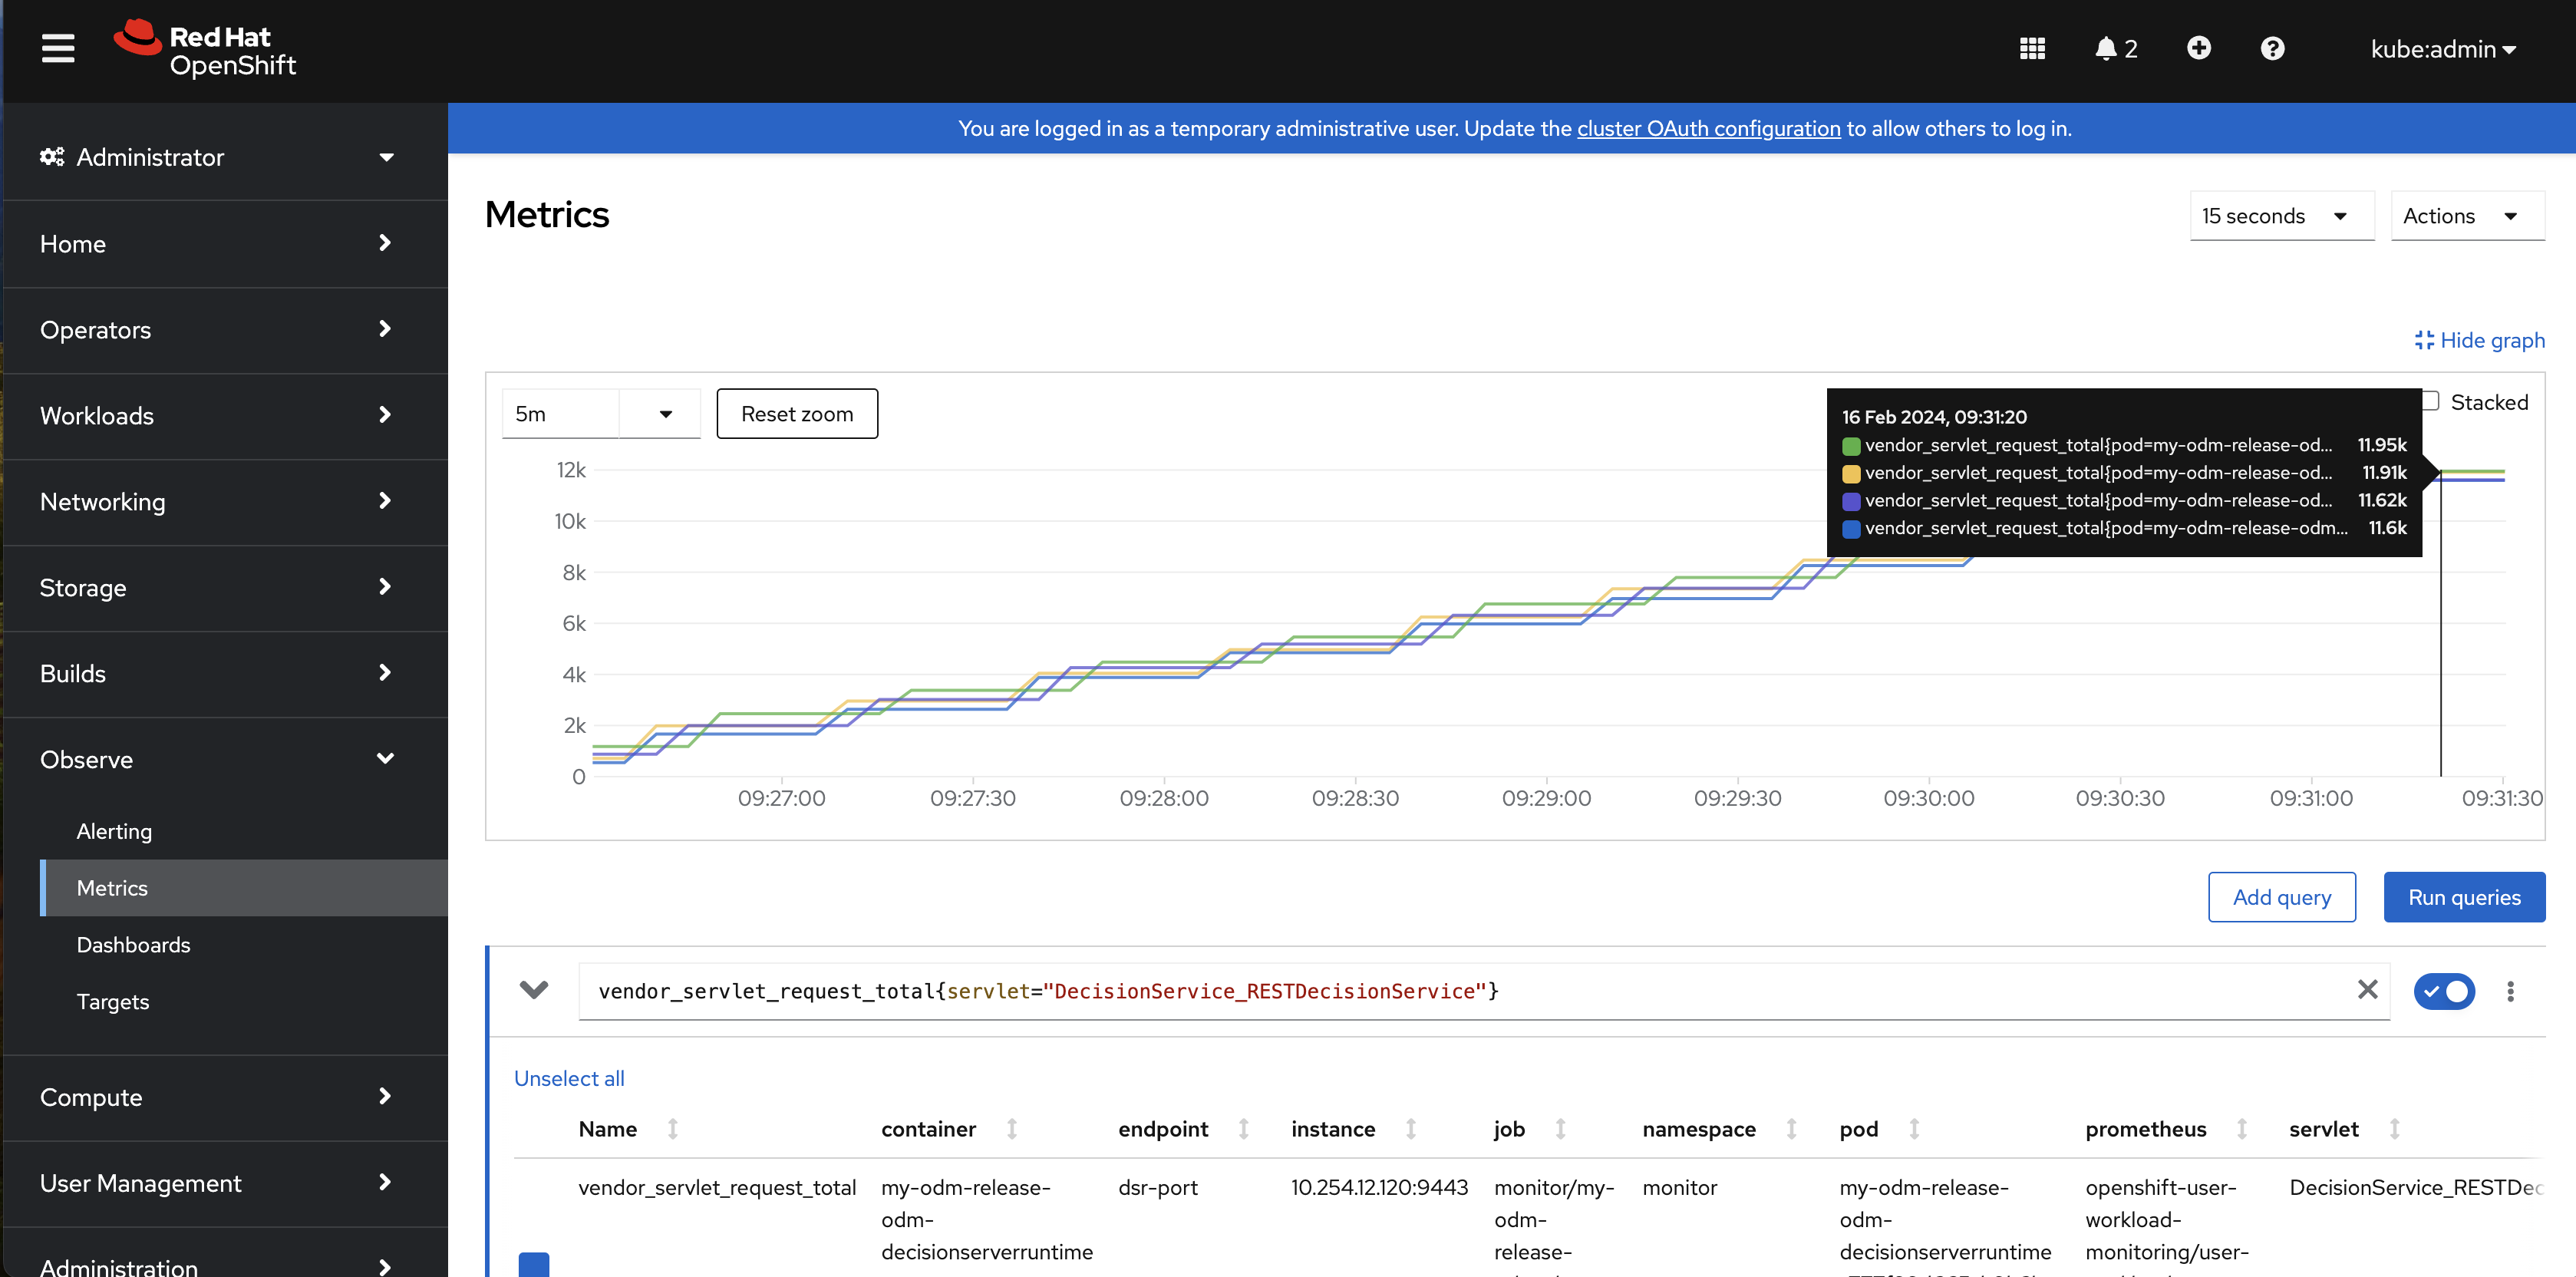 Red Hat
OpenShift
2
kube:admin
You are logged in as a temporary administrative user. Update the cluster OAuth configuration to allow others to log in.
Administrator
Home
Operators
Workloads
Networking
Storage
Builds
Observe
Alerting
Metrics
Dashboards
Targets
Compute
User Management
Administration
Metrics
15 seconds
Actions
Hide graph
5m
Reset zoom
Stacked
16 Feb 2024, 09:31:20
vendor_servlet_request_total{pod=my-odm-release-od... 11.95k
vendor_servlet_request_total{pod=my-odm-release-od... 11.91k
vendor_servlet_request_total{pod=my-odm-release-od... 11.62k
vendor_servlet_request_total{pod=my-odm-release-odm... 11.6k
12k
10k
8k
6k
4k
2k
0
09:27:00 09:27:30 09:28:00 09:28:30 09:29:00 09:29:30 09:30:00 09:30:30 09:31:00 09:31:30
Add query
Run queries
vendor_servlet_request_total{servlet="DecisionService_RESTDecisionService"}
Unselect all
Name container endpoint instance job namespace pod prometheus servlet
vendor_servlet_request_total my-odm-release- dsr-port 10.254.12.120:9443 monitor/my- monitor my-odm-release- openshift-user- DecisionService_RESTDec
odm- odm- odm- workload-
decisionserverruntime release- decisionserverruntime monitoring/user-